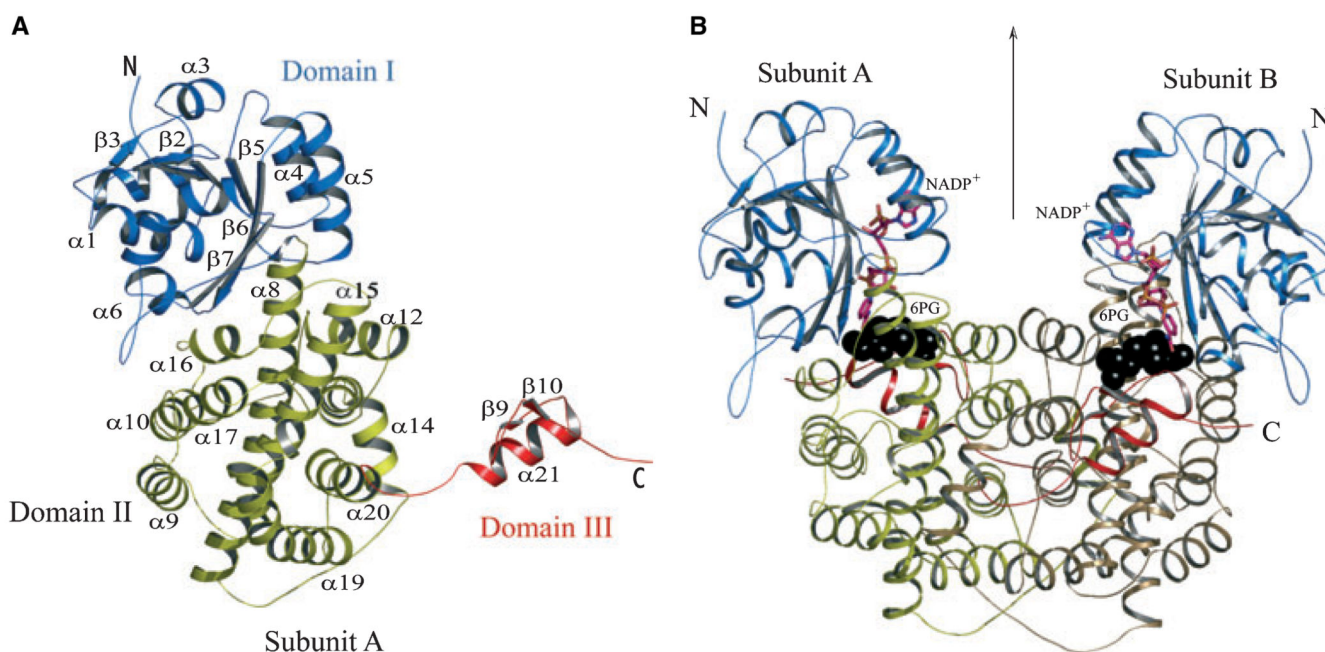 A
N
α3
Domain I
β3
β2
β5
α4
α5
α1
β6
β7
α6
α8
α15
α12
α16
β10
β9
α10
α17
α14
α21
C
α9
α20
Domain II
Domain III
α19
Subunit A
B
Subunit A
Subunit B
N
N
NADP+
NADP+
6PG
6PG
C